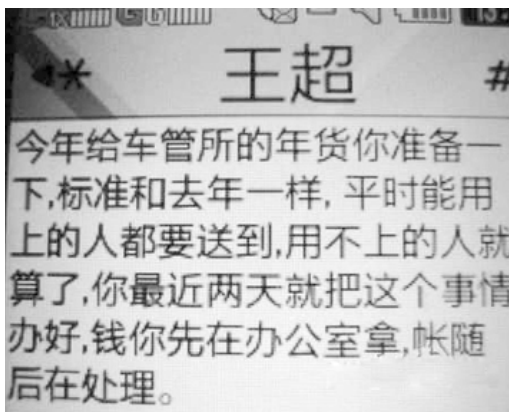 * 王超 #
今年给车管所的年货你准备一
下,标准和去年一样, 平时能用
上的人都要送到,用不上的人就
算了,你最近两天就把这个事情
办好,钱你先在办公室拿,帐随
后在处理。